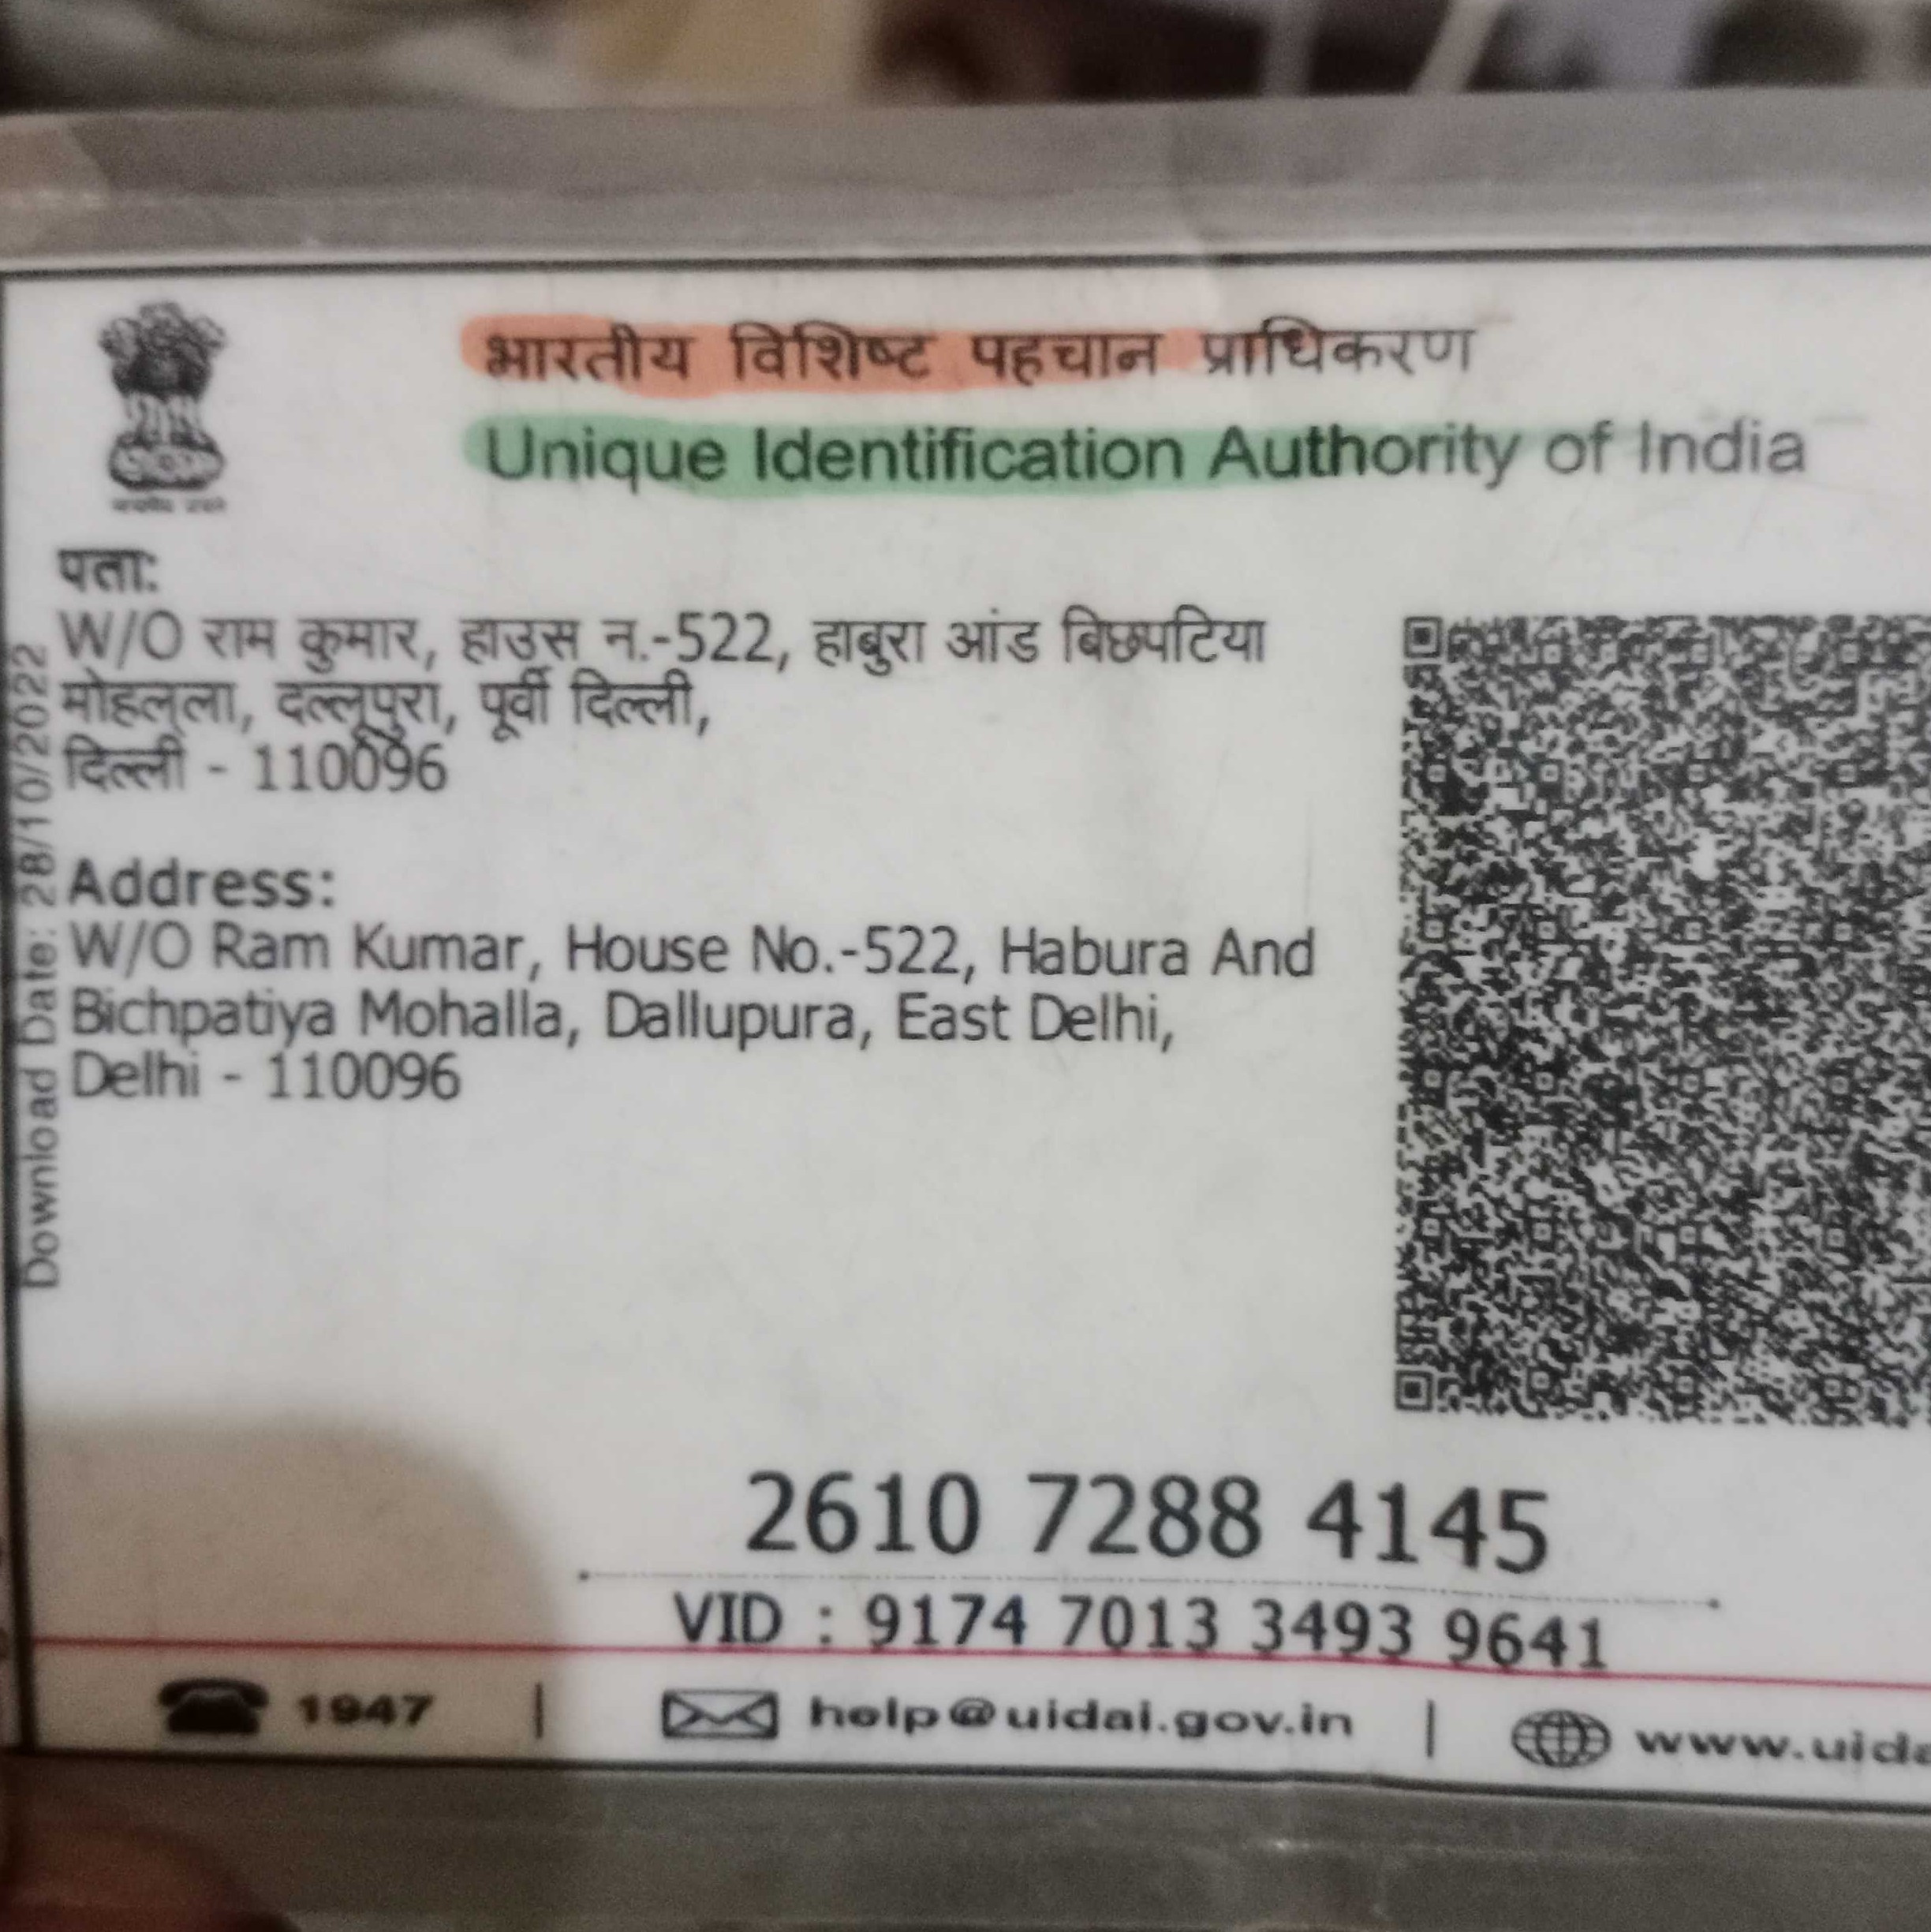 भारतीय विशिष्ट पहचान प्राधिकरण
Unique Identification Authority of India
पता:
W/O राम कुमार, हाउस न.-522, हाबुरा आंड बिछपटिया
मोहल्ला, दल्लूपुरा, पूर्वी दिल्ली,
दिल्ली - 110096
Address:
W/O Ram Kumar, House No.-522, Habura And
Bichpatiya Mohalla, Dallupura, East Delhi,
Delhi - 110096
Download Date: 28/10/2022
2610 7288 4145
VID : 9174 7013 3493 9641
1947 | help@uidai.gov.in |